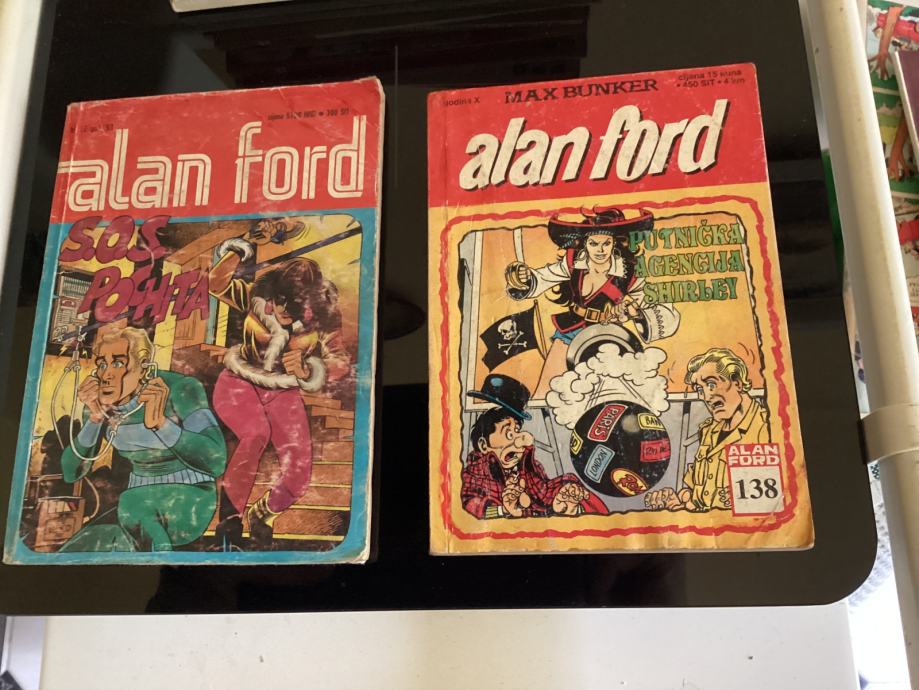 alan ford
S.O.S
POSHTA
godina X
MAX BUNKER
cijena 15 kuna
• 450 SIT • 4 km
alan ford
PUTNIČKA
AGENCIJA
SHIRLEY
PARIS
LONDON
ALAN
FORD
138